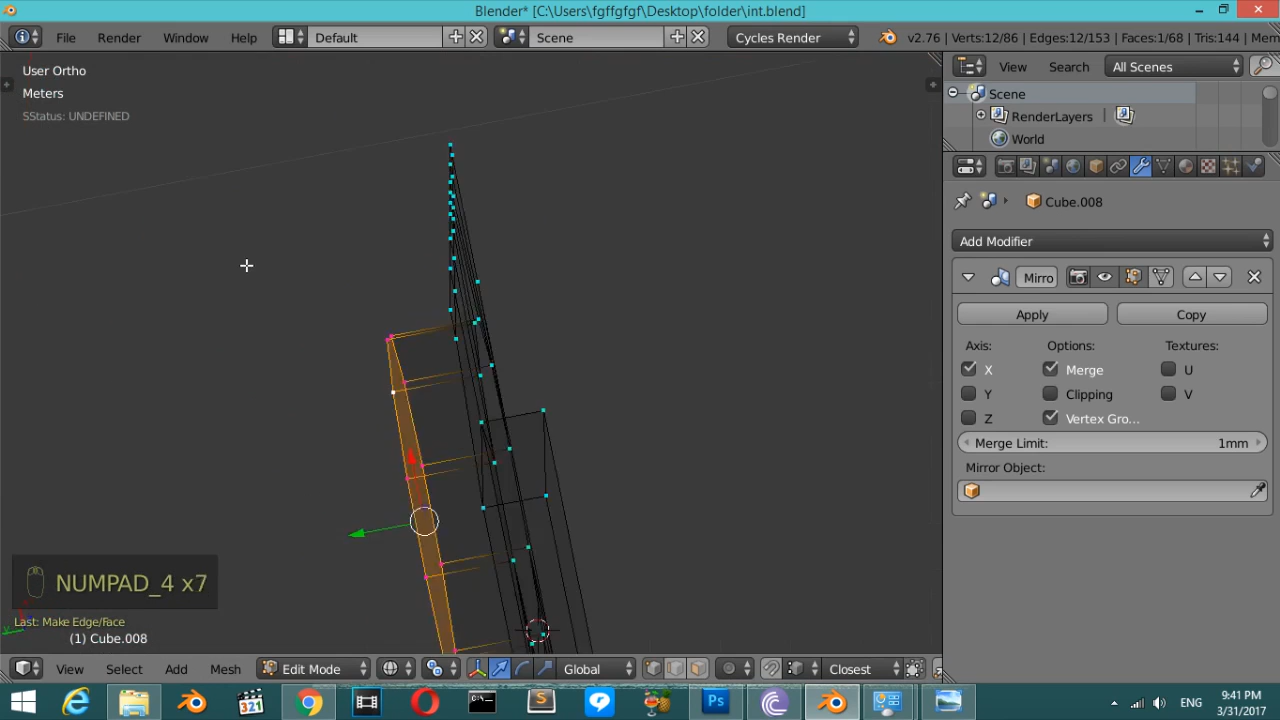 Blender* [C:\Users\fgffgfgf\Desktop\folder\int.blend]
File Render Window Help Default Scene Cycles Render v2.76 | Verts:12/86 | Edges:12/153 | Faces:1/68 | Tris:144 | Mem
User Ortho
Meters
SStatus: UNDEFINED
View Search All Scenes
Scene
RenderLayers
World
Cube.008
Add Modifier
Mirro
Apply Copy
Axis: Options: Textures:
X Merge U
Y Clipping V
Z Vertex Gro...
Merge Limit: 1mm
Mirror Object:
NUMPAD_4 x7
Last: Make Edge/Face
(1) Cube.008
View Select Add Mesh Edit Mode Global Closest
321 Ps ENG 9:41 PM
3/31/2017